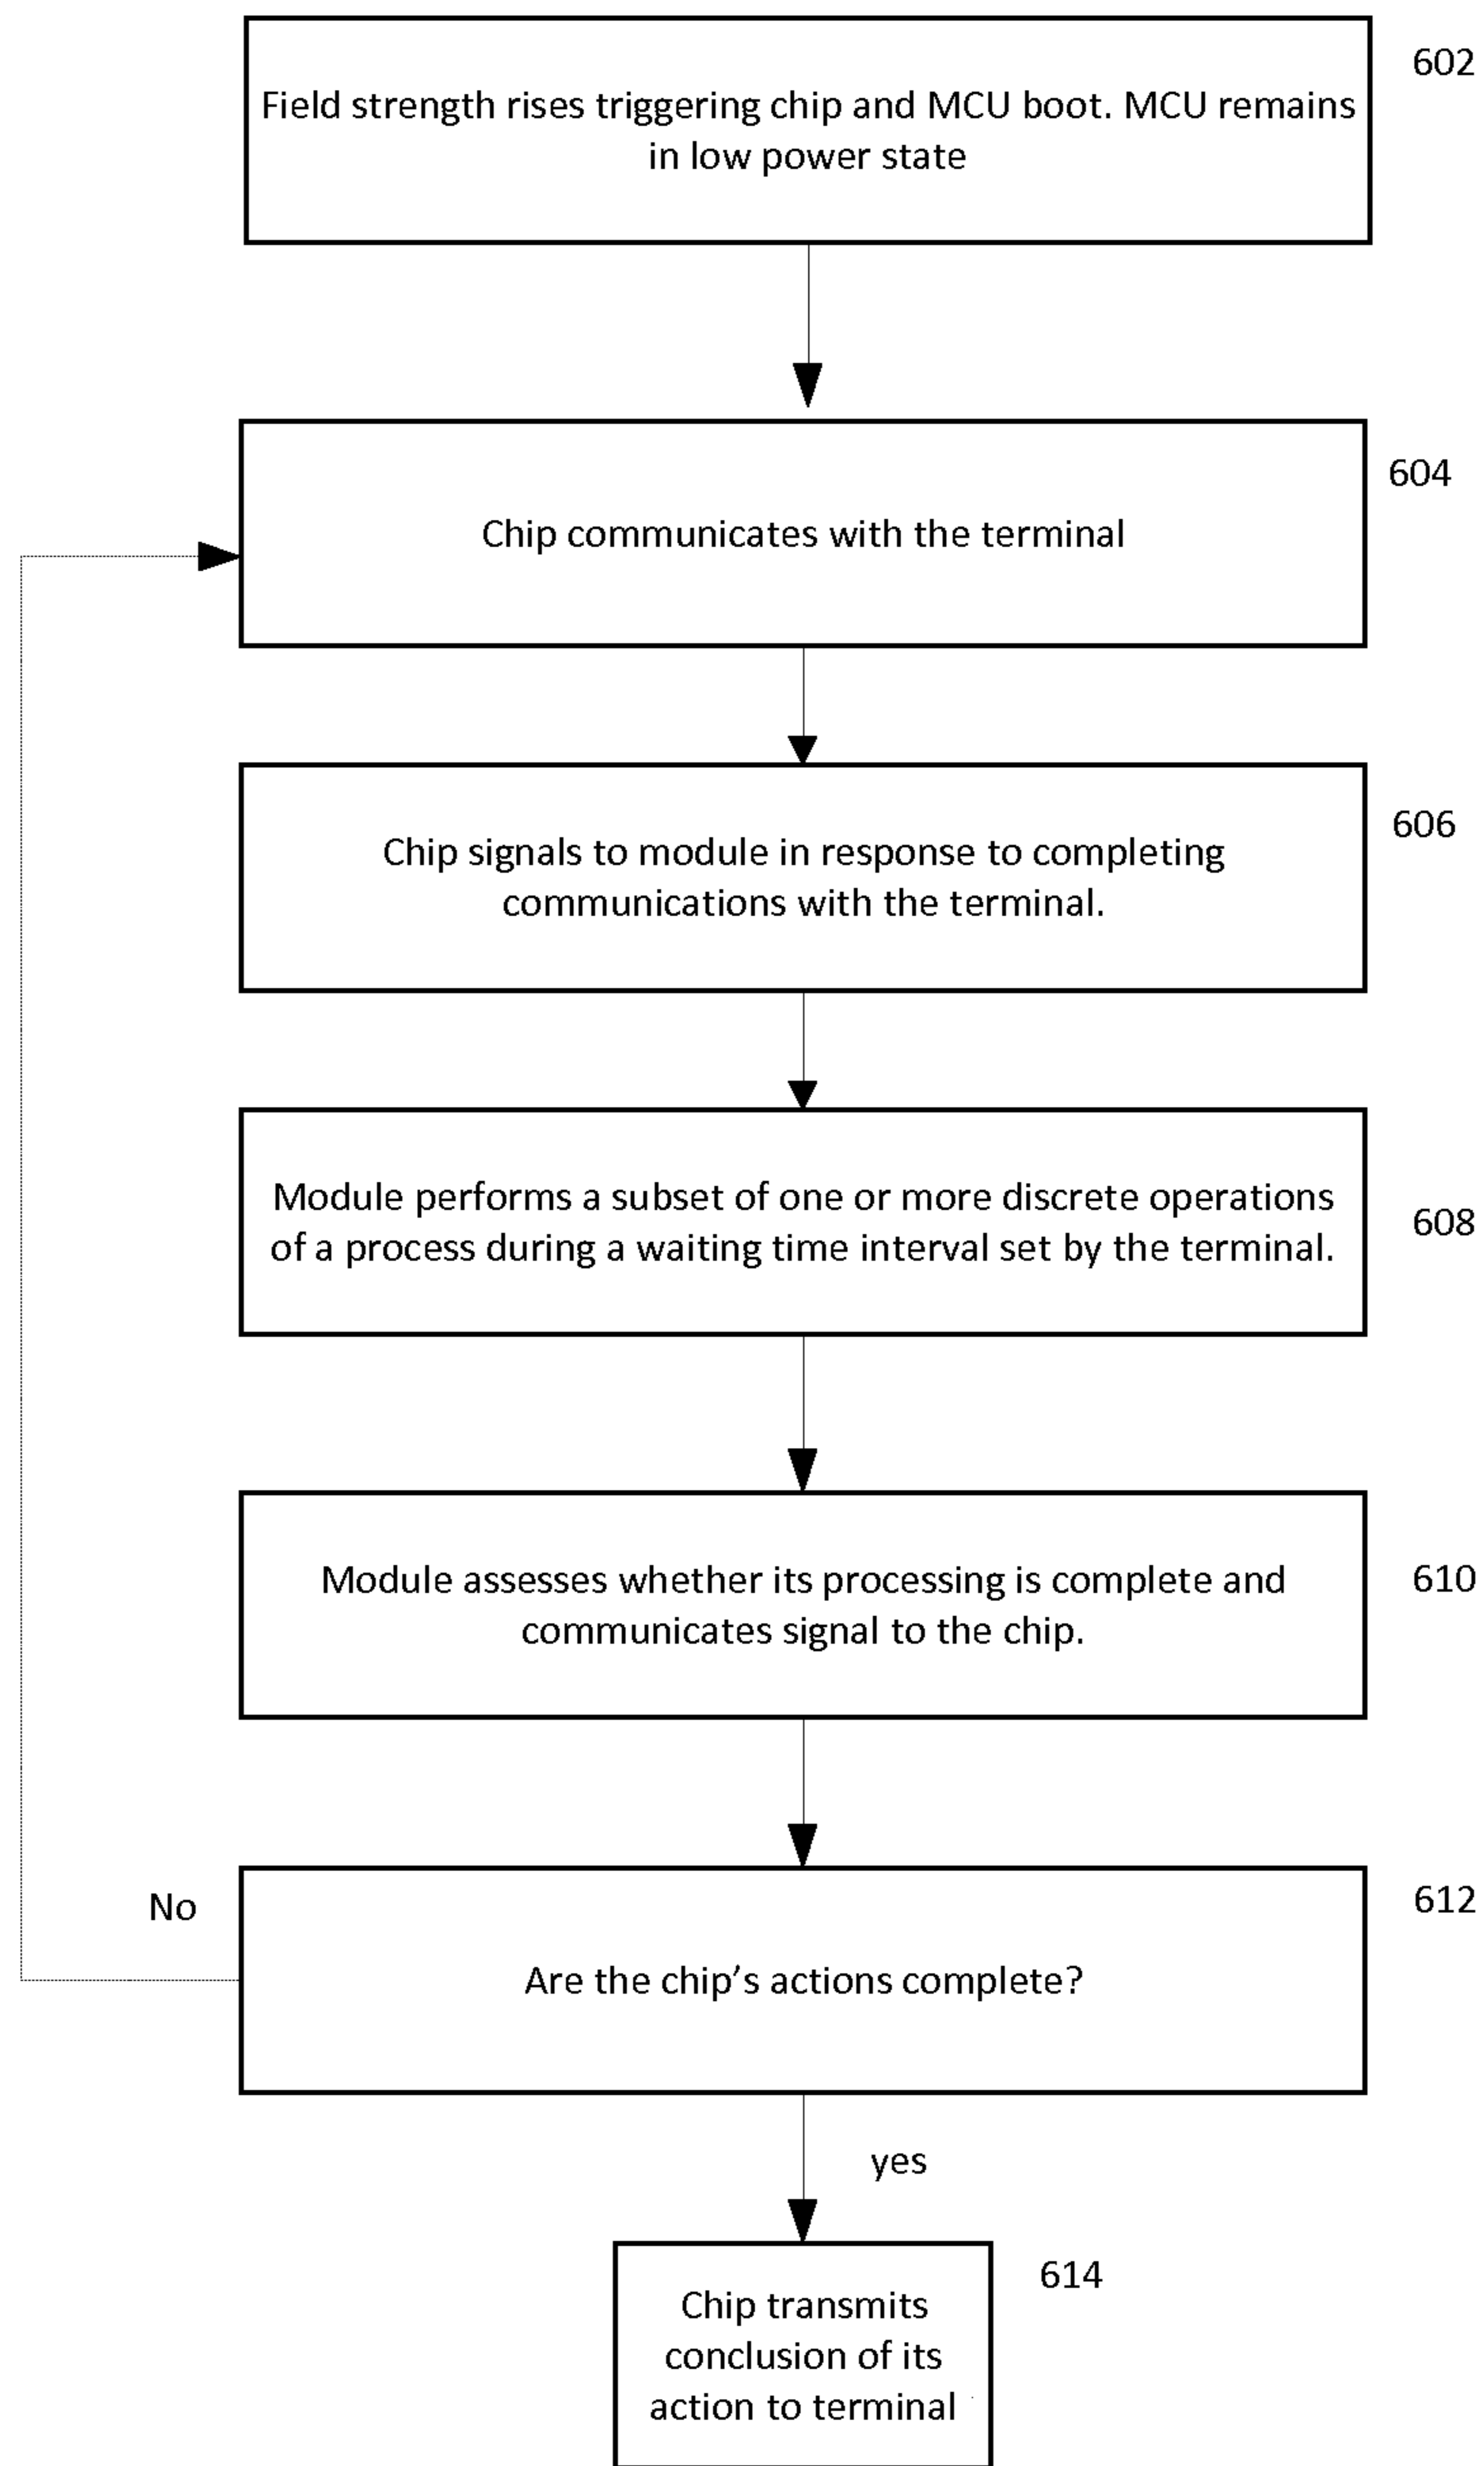 602
Field strength rises triggering chip and MCU boot. MCU remains
in low power state
604
Chip communicates with the terminal
606
Chip signals to module in response to completing
communications with the terminal.
608
Module performs a subset of one or more discrete operations
of a process during a waiting time interval set by the terminal.
610
Module assesses whether its processing is complete and
communicates signal to the chip.
612
No
Are the chip’s actions complete?
yes
614
Chip transmits
conclusion of its
action to terminal